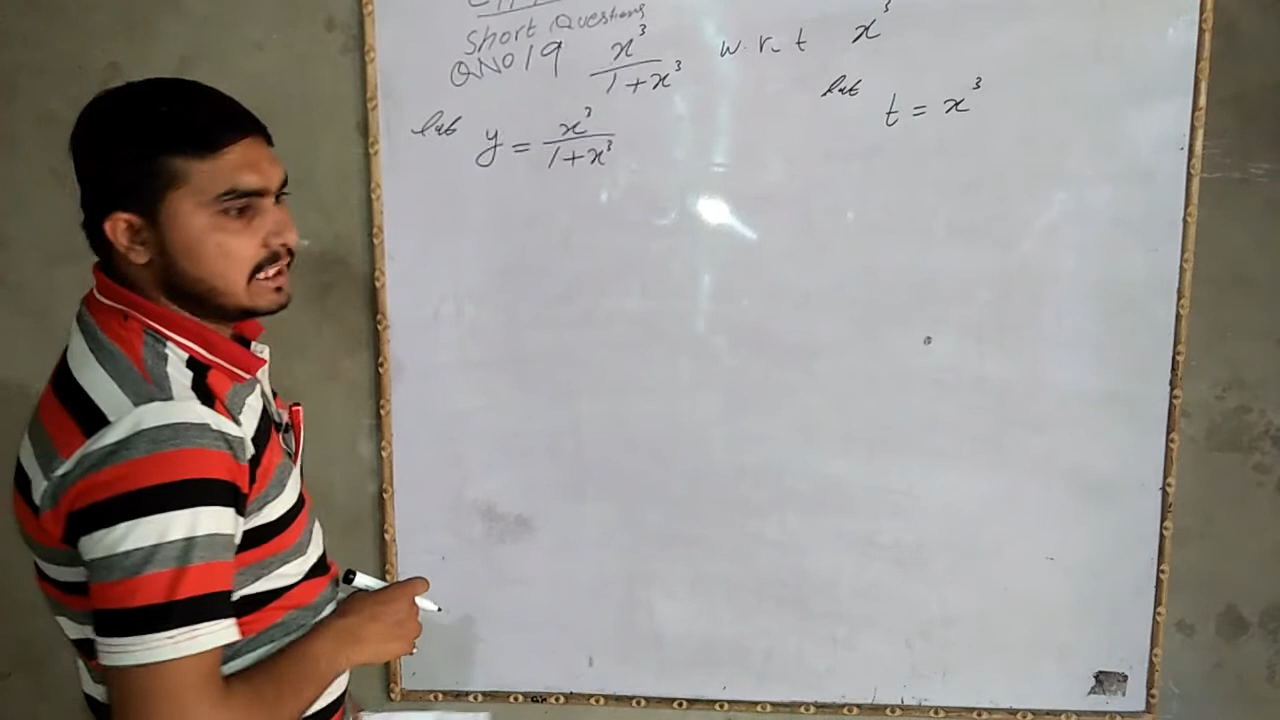 Short Questions
QNo 19 x³/(1+x³) w.r.t x³
let y = x³/(1+x³) let t = x³